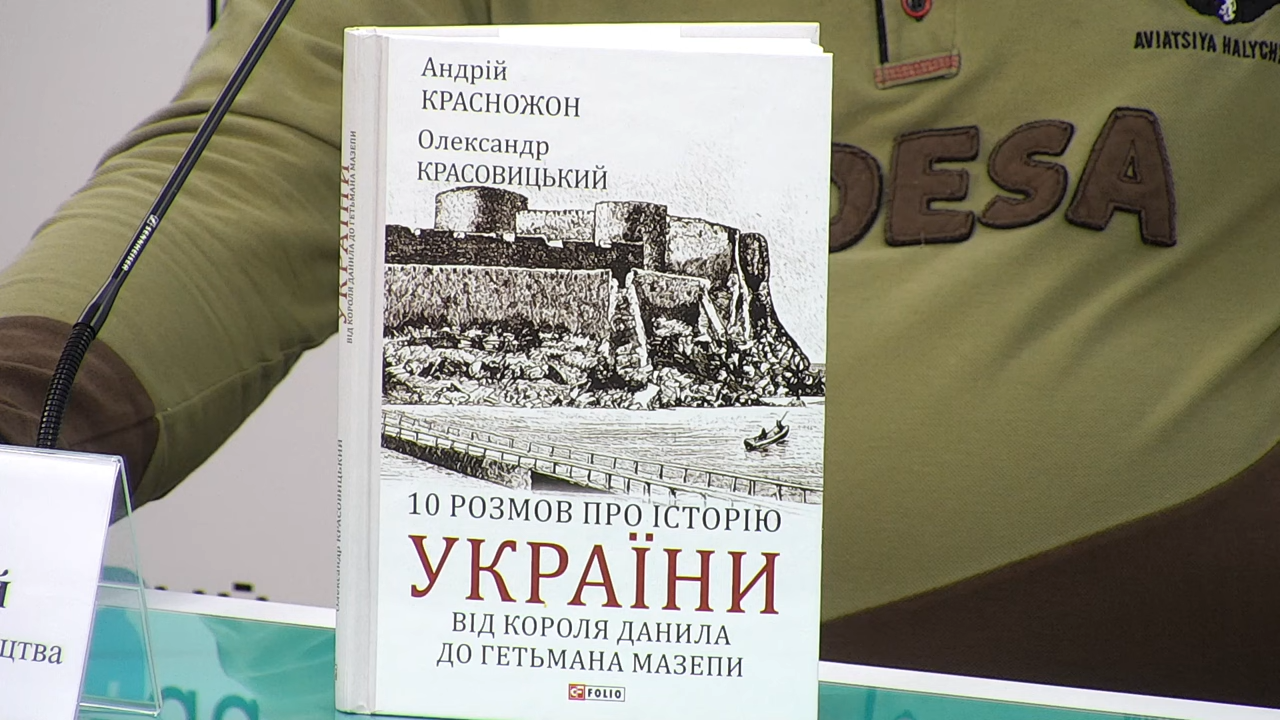 Андрій
КРАСНОЖОН
Олександр
КРАСОВИЦЬКИЙ
10 РОЗМОВ ПРО ІСТОРІЮ
УКРАЇНИ
ВІД КОРОЛЯ ДАНИЛА
ДО ГЕТЬМАНА МАЗЕПИ
FOLIO
УКРАЇНИ
ВІД КОРОЛЯ ДАНИЛА ДО ГЕТЬМАНА МАЗЕПИ
ОЛЕКСАНДР КРАСОВИЦЬКИЙ
SENNHEISER
AVIATSIYA HALYCH
DESA